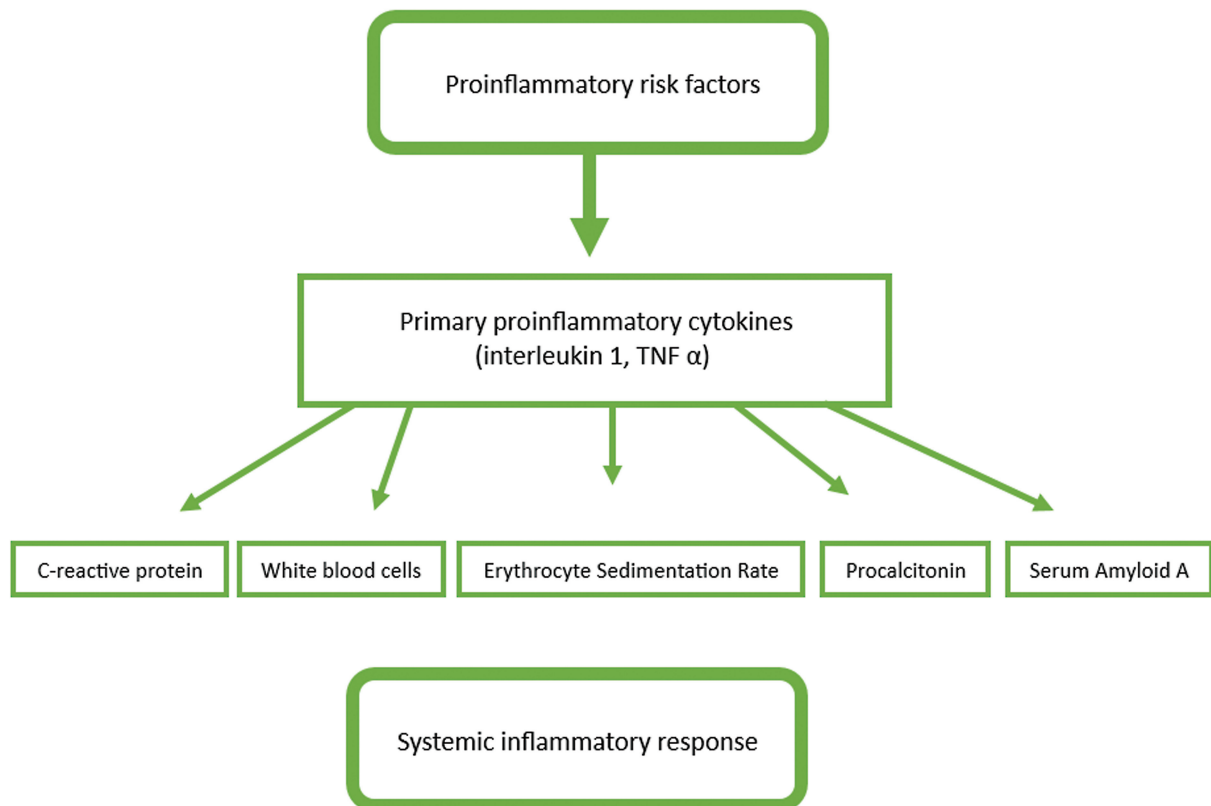 Proinflammatory risk factors
Primary proinflammatory cytokines
(interleukin 1, TNF α)
C-reactive protein
White blood cells
Erythrocyte Sedimentation Rate
Procalcitonin
Serum Amyloid A
Systemic inflammatory response